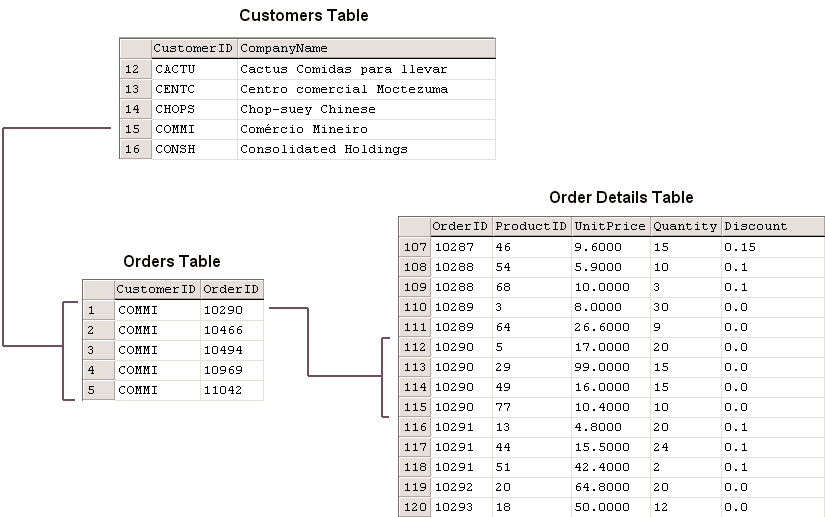 Customers Table
CustomerID CompanyName
12 CACTU Cactus Comidas para llevar
13 CENTC Centro comercial Moctezuma
14 CHOPS Chop-suey Chinese
15 COMMI Comércio Mineiro
16 CONSH Consolidated Holdings
Orders Table
CustomerID OrderID
1 COMMI 10290
2 COMMI 10466
3 COMMI 10494
4 COMMI 10969
5 COMMI 11042
Order Details Table
OrderID ProductID UnitPrice Quantity Discount
107 10287 46 9.6000 15 0.15
108 10288 54 5.9000 10 0.1
109 10288 68 10.0000 3 0.1
110 10289 3 8.0000 30 0.0
111 10289 64 26.6000 9 0.0
112 10290 5 17.0000 20 0.0
113 10290 29 99.0000 15 0.0
114 10290 49 16.0000 15 0.0
115 10290 77 10.4000 10 0.0
116 10291 13 4.8000 20 0.1
117 10291 44 15.5000 24 0.1
118 10291 51 42.4000 2 0.1
119 10292 20 64.8000 20 0.0
120 10293 18 50.0000 12 0.0